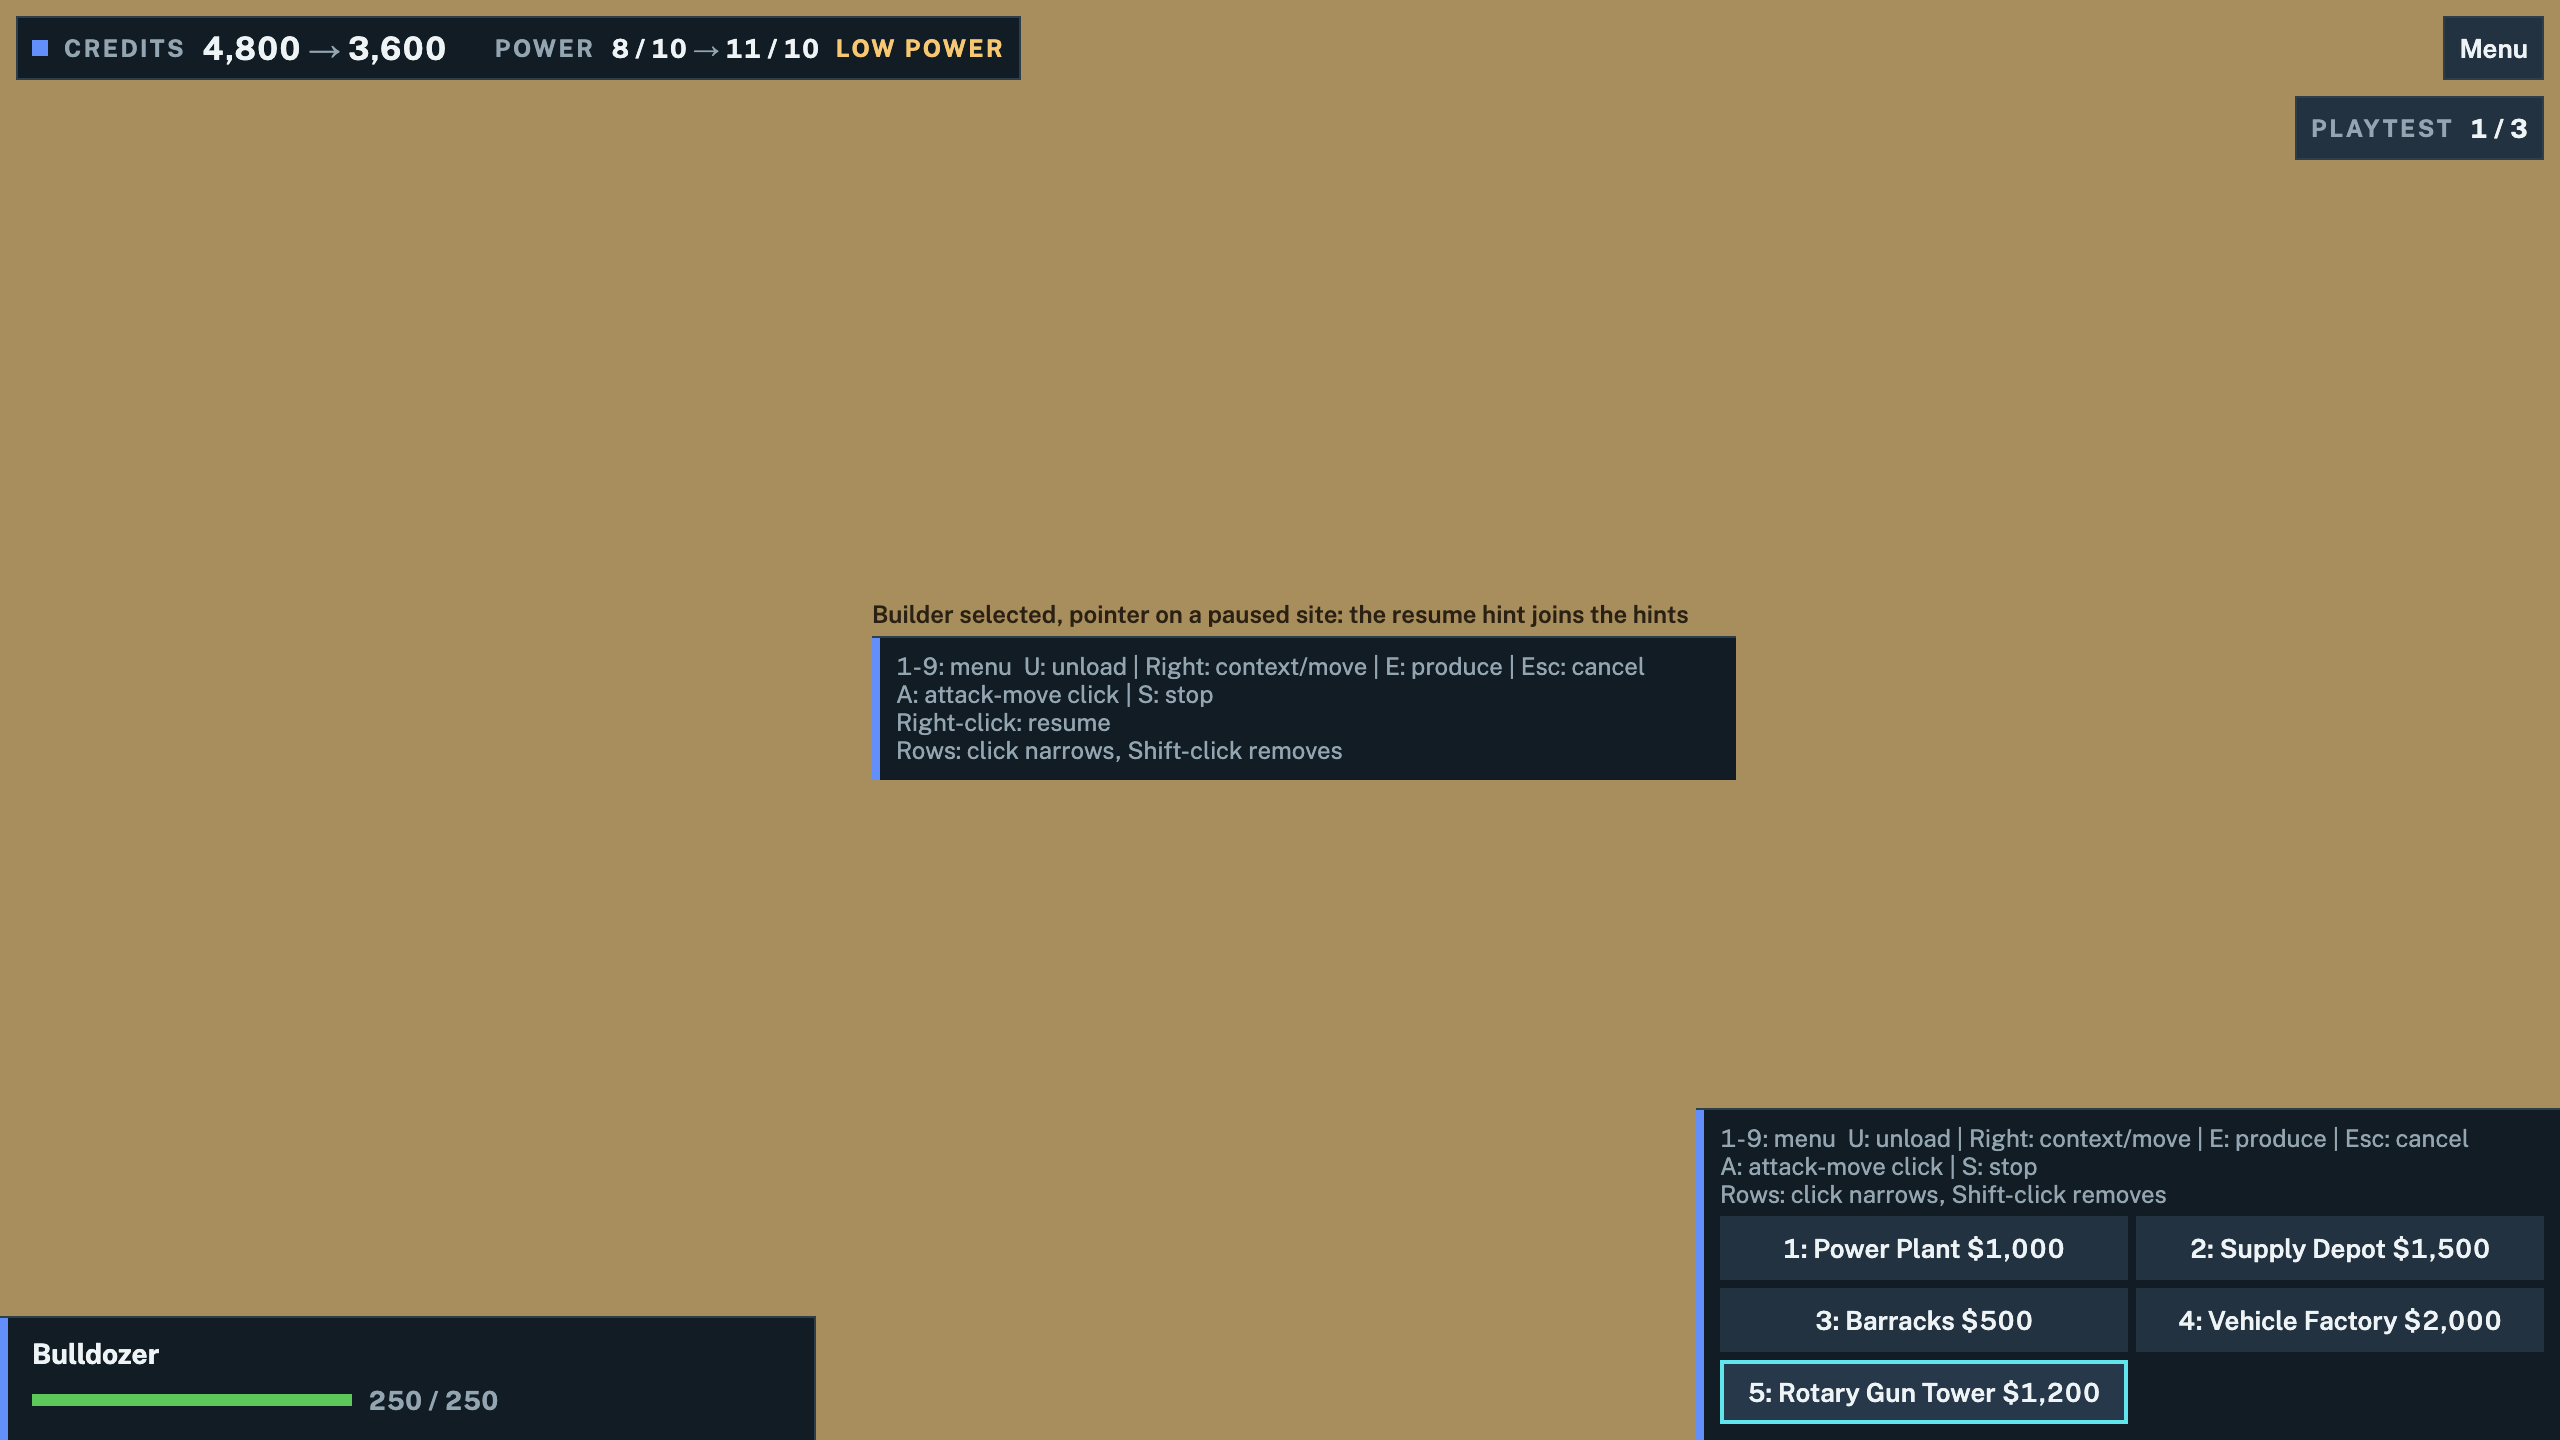 CREDITS 4,800→3,600 POWER 8/10→11/10 LOW POWER
Menu
PLAYTEST 1/3
Builder selected, pointer on a paused site: the resume hint joins the hints
1-9: menu  U: unload | Right: context/move | E: produce | Esc: cancel
A: attack-move click | S: stop
Right-click: resume
Rows: click narrows, Shift-click removes
1-9: menu  U: unload | Right: context/move | E: produce | Esc: cancel
A: attack-move click | S: stop
Rows: click narrows, Shift-click removes
1: Power Plant $1,000
2: Supply Depot $1,500
3: Barracks $500
4: Vehicle Factory $2,000
5: Rotary Gun Tower $1,200
Bulldozer
250/250